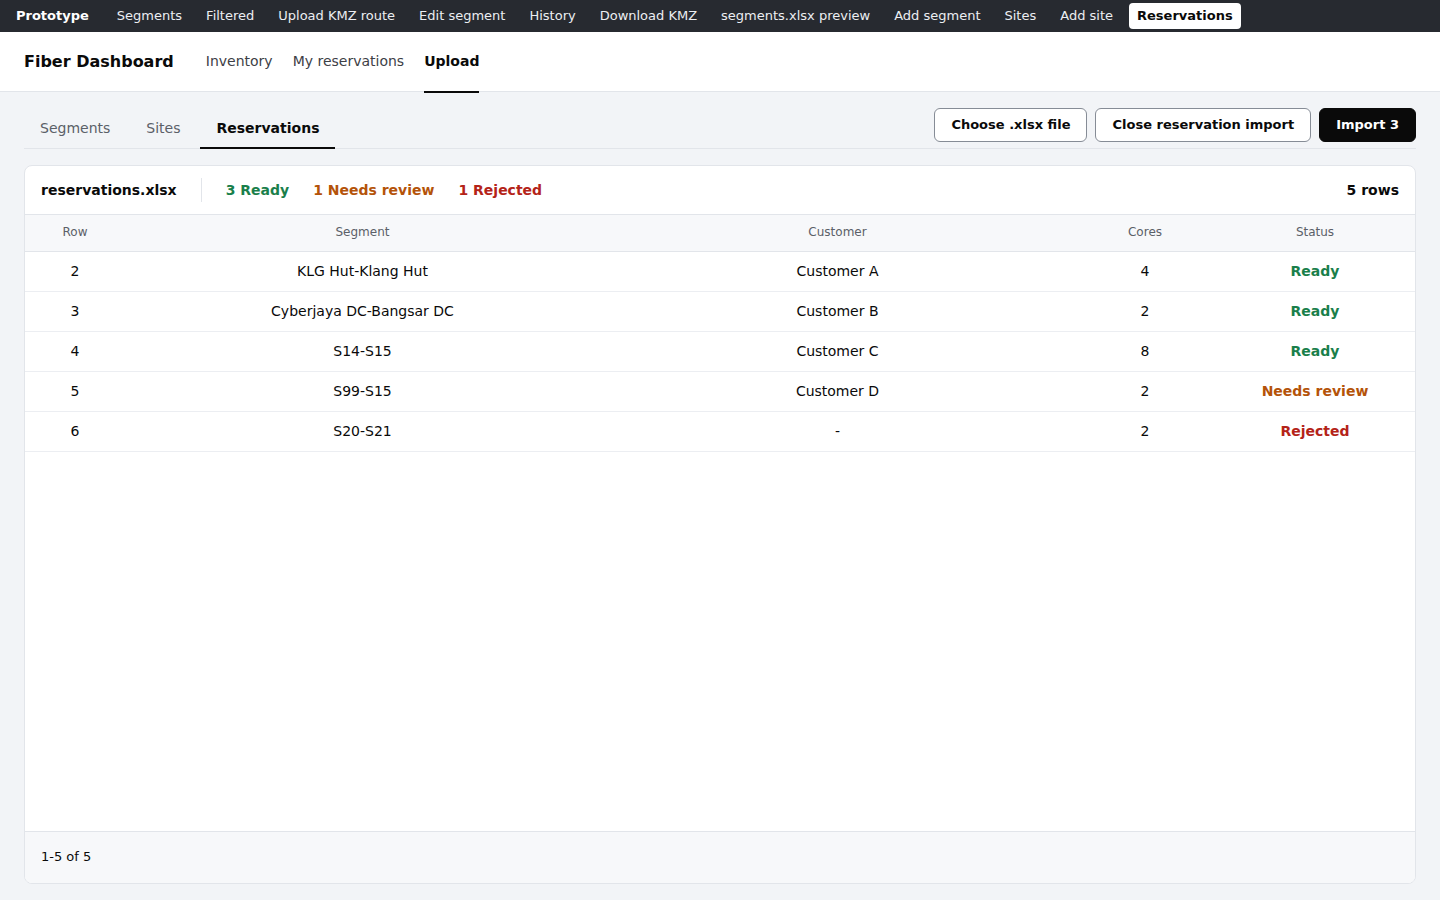 Prototype Segments Filtered Upload KMZ route Edit segment History Download KMZ segments.xlsx preview Add segment Sites Add site Reservations
Fiber Dashboard Inventory My reservations Upload
Segments Sites Reservations Choose .xlsx file Close reservation import Import 3
reservations.xlsx 3 Ready 1 Needs review 1 Rejected 5 rows
Row Segment Customer Cores Status
2 KLG Hut-Klang Hut Customer A 4 Ready
3 Cyberjaya DC-Bangsar DC Customer B 2 Ready
4 S14-S15 Customer C 8 Ready
5 S99-S15 Customer D 2 Needs review
6 S20-S21 - 2 Rejected
1-5 of 5